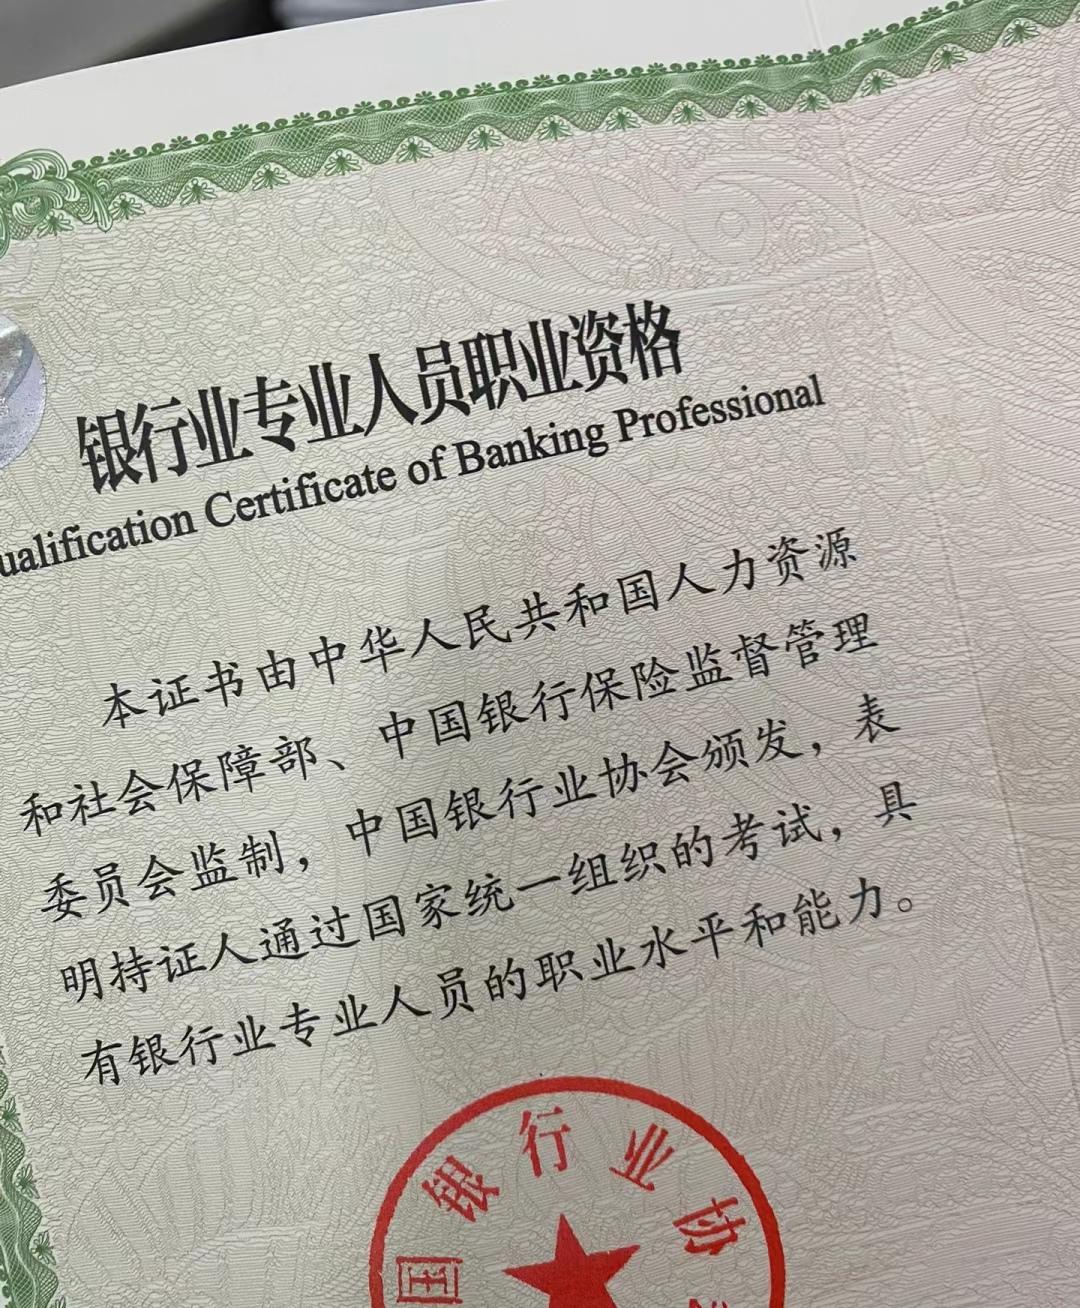 银行业专业人员职业资格
ualification Certificate of Banking Professional
本证书由中华人民共和国人力资源
和社会保障部、中国银行保险监督管理
委员会监制，中国银行业协会颁发，表
明持证人通过国家统一组织的考试，具
有银行业专业人员的职业水平和能力。
国银行业协